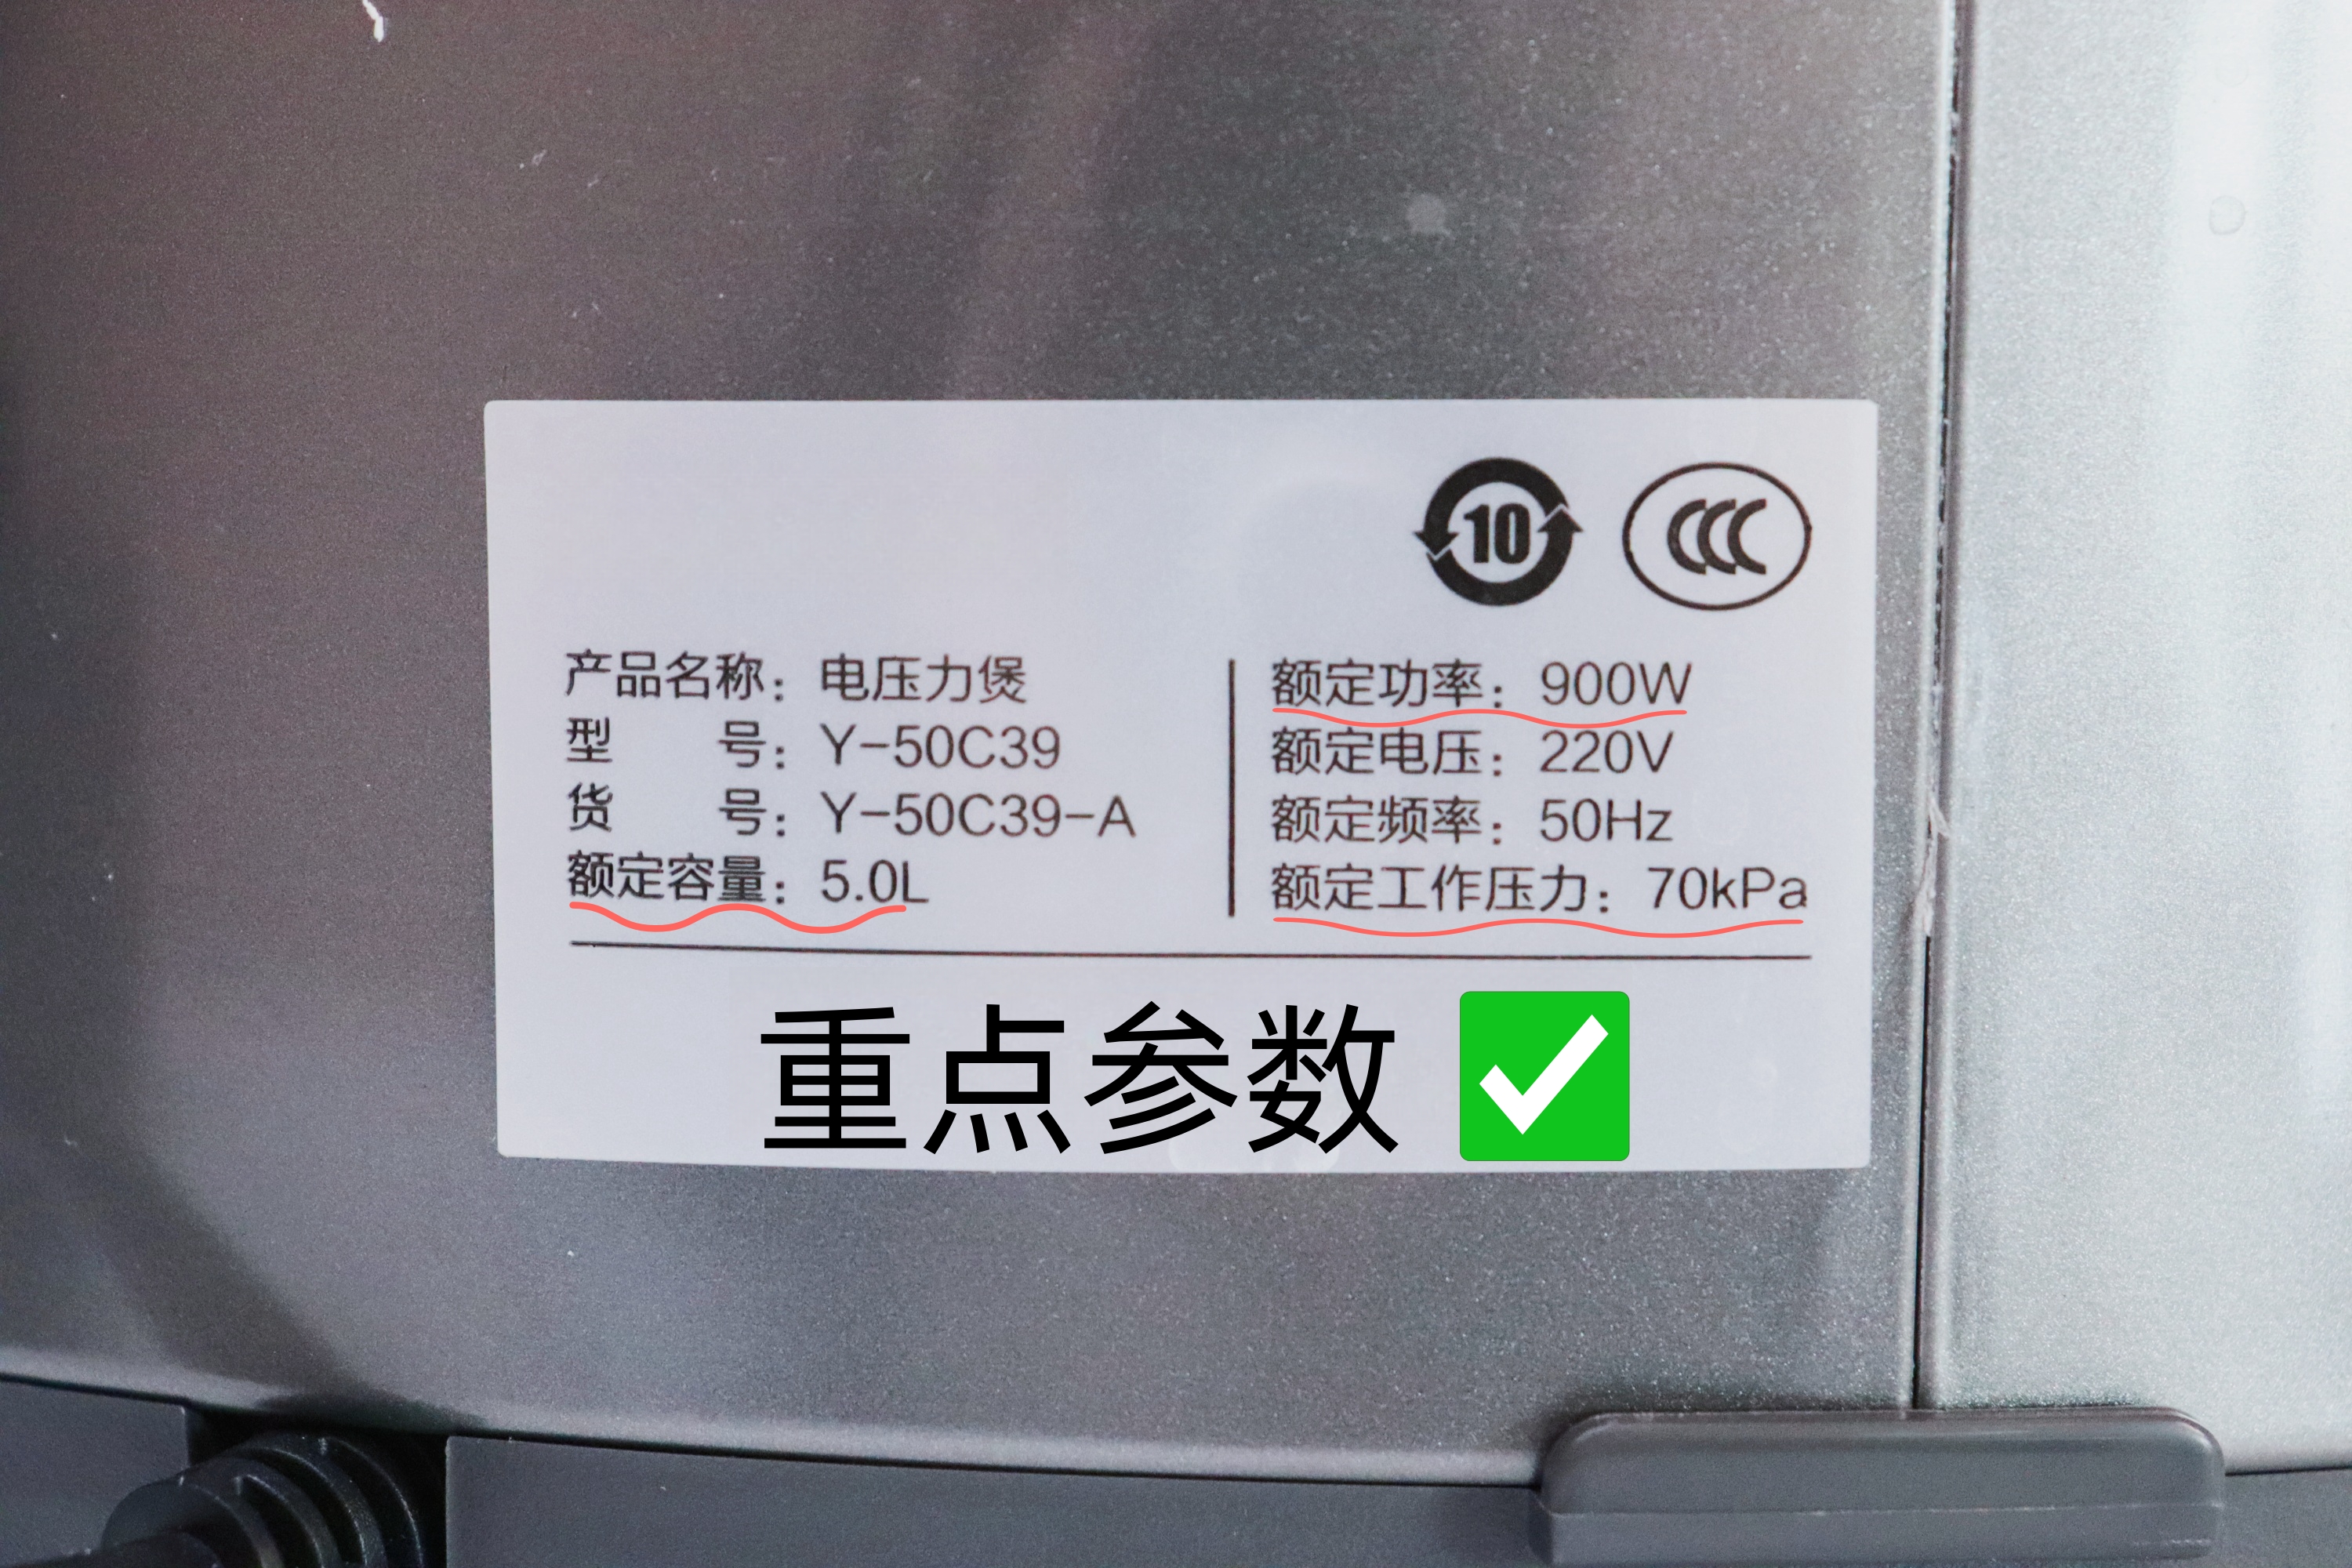 10
CCC
产品名称：电压力煲
型 号：Y-50C39
货 号：Y-50C39-A
额定容量：5.0L
额定功率：900W
额定电压：220V
额定频率：50Hz
额定工作压力：70kPa
重点参数 ✅